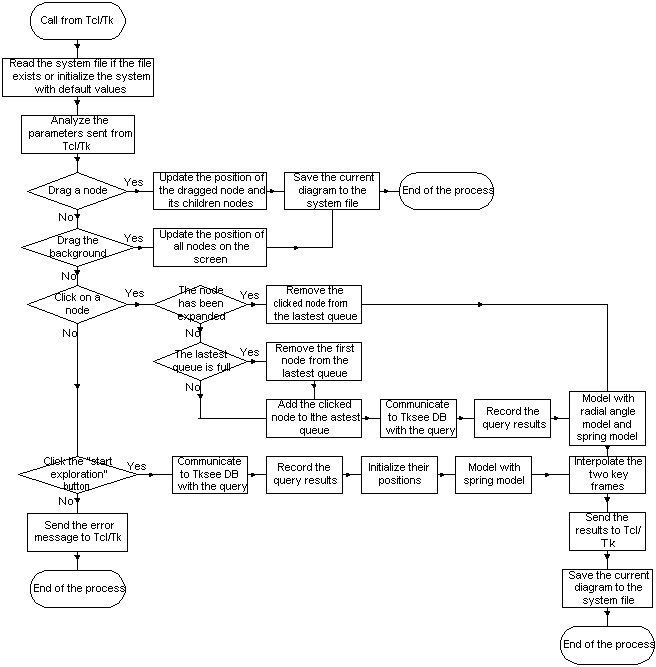 Call from Tcl/Tk
Read the system file if the file
exists or initialize the system
with default values
Analyze the
parameters sent from
Tcl/Tk
Drag a node
Yes
Update the position of
the dragged node and
its children nodes
Save the current
diagram to the
system file
End of the process
No
Drag the
background
Yes
Update the position of
all nodes on the
screen
No
Click on a
node
Yes
The node
has been
expanded
Yes
Remove the
clicked node from
the lastest queue
No
No
The lastest
queue is full
Yes
Remove the first
node from the
lastest queue
No
Add the clicked
node to lthe astest
queue
Communicate
to Tksee DB
with the query
Record the
query results
Model with
radial angle
model and
spring model
Click the "start
exploration"
button
Yes
Communicate
to Tksee DB
with the query
Record the
query results
Initialize their
positions
Model with
spring model
Interpolate the
two key
frames
No
Send the error
message to Tcl/Tk
Send the
results to Tcl/
Tk
End of the process
Save the current
diagram to the
system file
End of the process